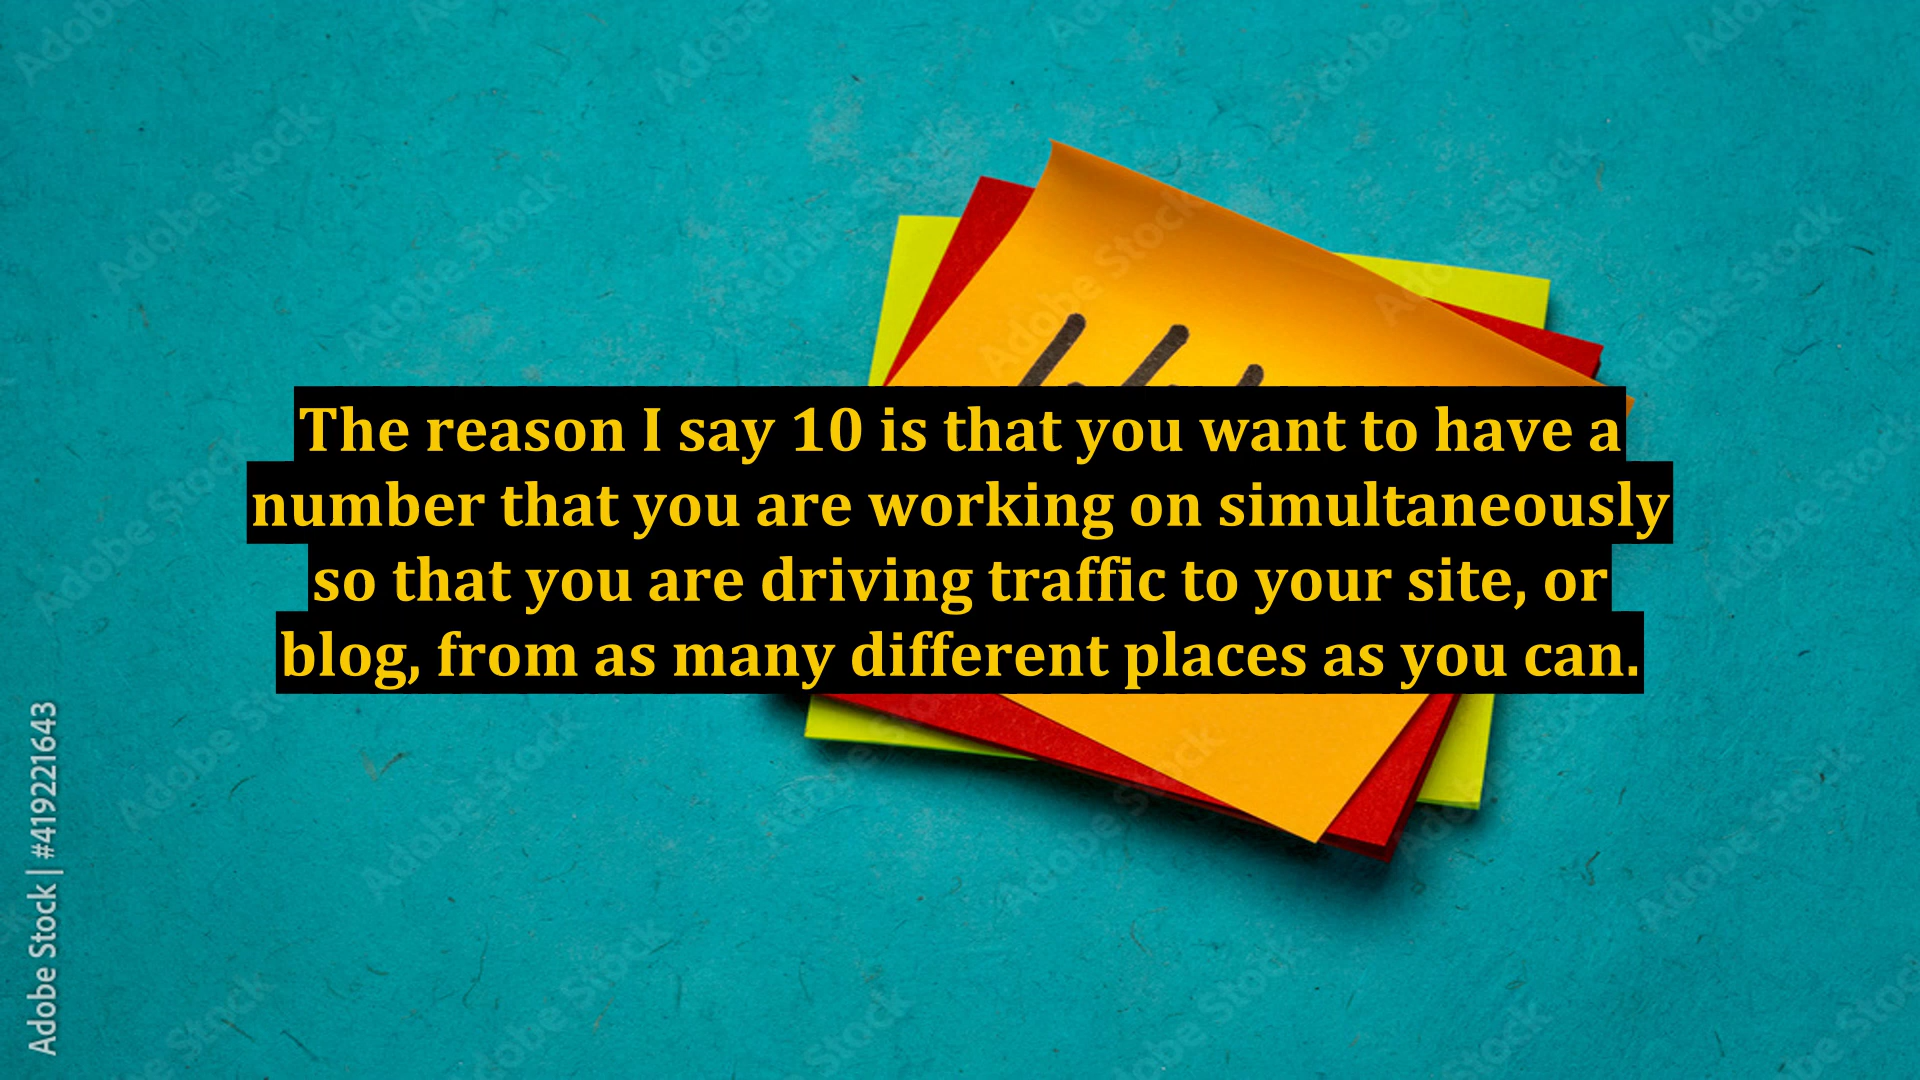 The reason I say 10 is that you want to have a
number that you are working on simultaneously
so that you are driving traffic to your site, or
blog, from as many different places as you can.
Adobe Stock | #419221643
Adobe Stock